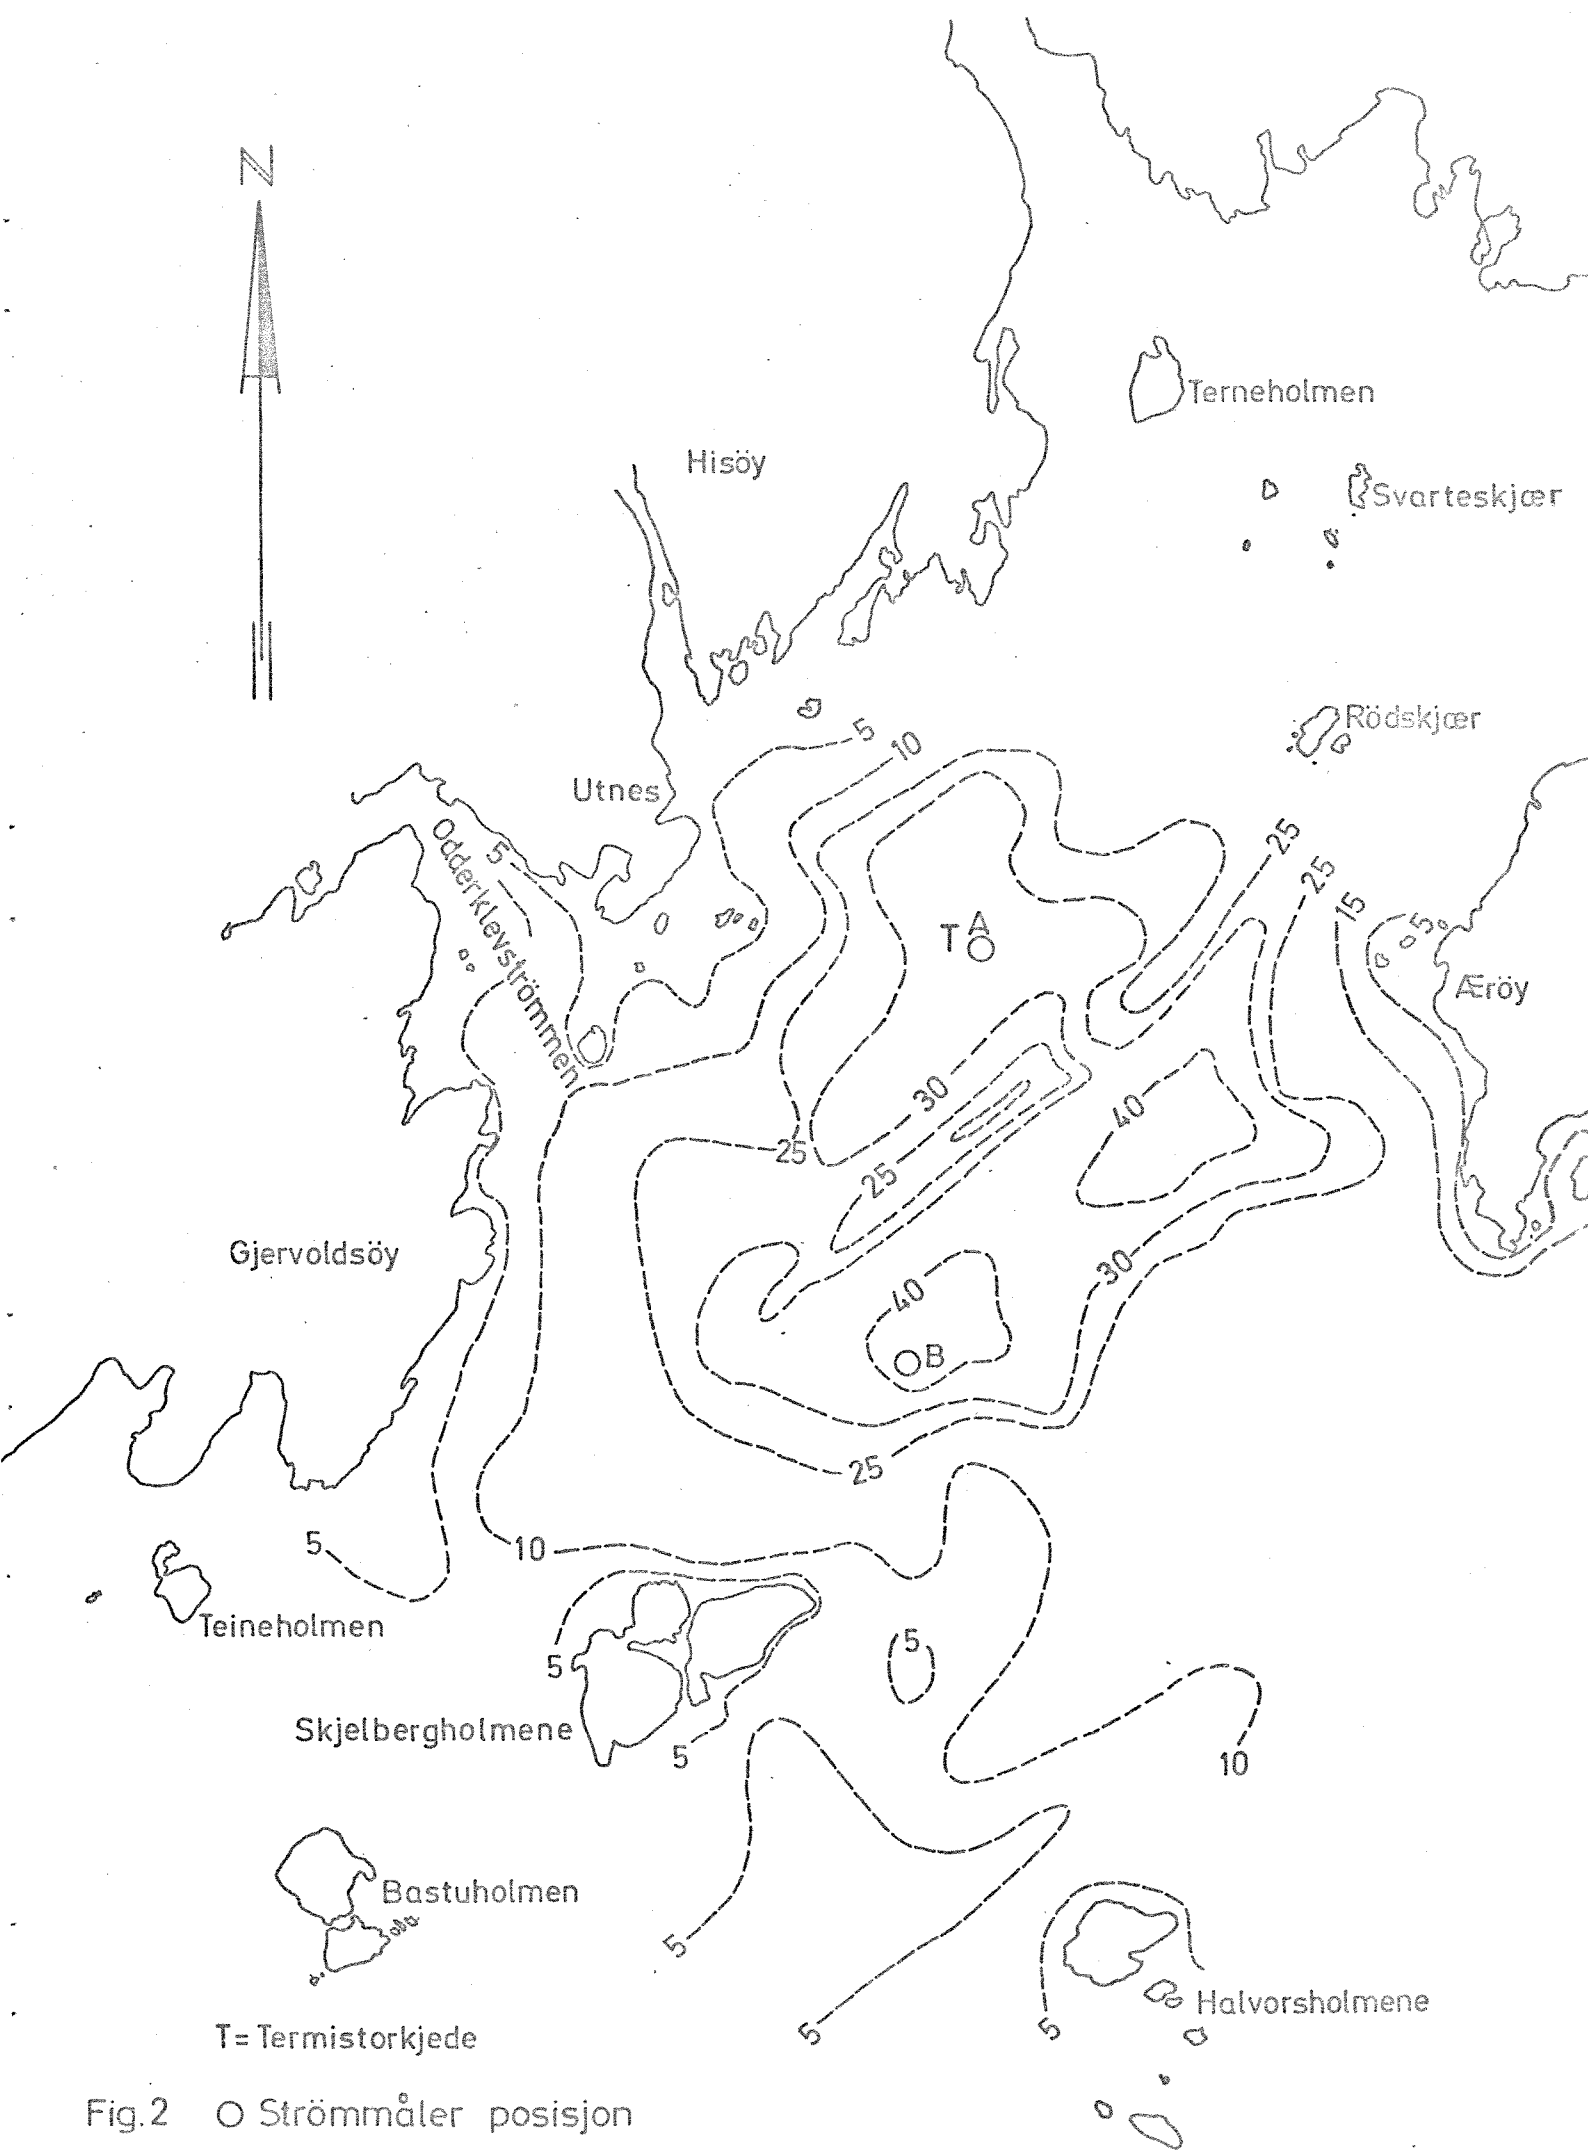 N
Terneholmen
Hisöy
Svarteskjær
Rödskjær
5
10
Utnes
Odderklevströmmen
5
25
25
15
5
T A
Æröy
30
40
25
25
Gjervoldsöy
30
40
B
25
5
10
Teineholmen
5
5
Skjelbergholmene
5
10
Bastuholmen
5
Halvorsholmene
5
5
T= Termistorkjede
Fig.2 O Strömmåler posisjon